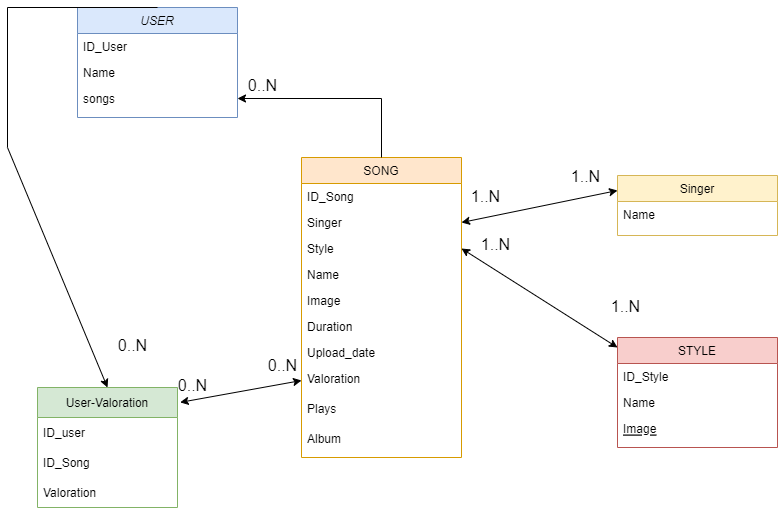 USER
ID_User
Name
songs
0..N
SONG
ID_Song
Singer
Style
Name
Image
Duration
Upload_date
Valoration
Plays
Album
1..N
1..N
Singer
Name
1..N
1..N
STYLE
ID_Style
Name
Image
0..N
0..N
0..N
User-Valoration
ID_user
ID_Song
Valoration